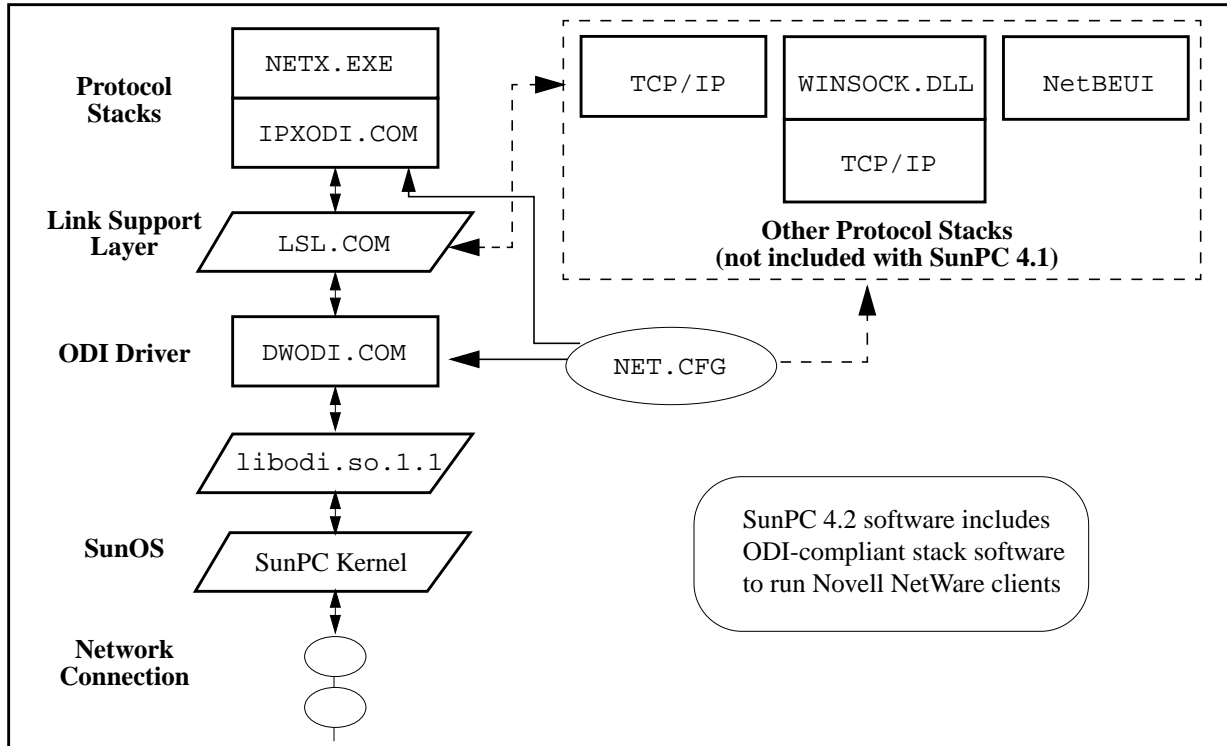 Protocol
Stacks
NETX.EXE
IPXODI.COM
TCP/IP
WINSOCK.DLL
TCP/IP
NetBEUI
Other Protocol Stacks
(not included with SunPC 4.1)
Link Support
Layer
LSL.COM
ODI Driver
DWODI.COM
NET.CFG
libodi.so.1.1
SunOS
SunPC Kernel
SunPC 4.2 software includes
ODI-compliant stack software
to run Novell NetWare clients
Network
Connection